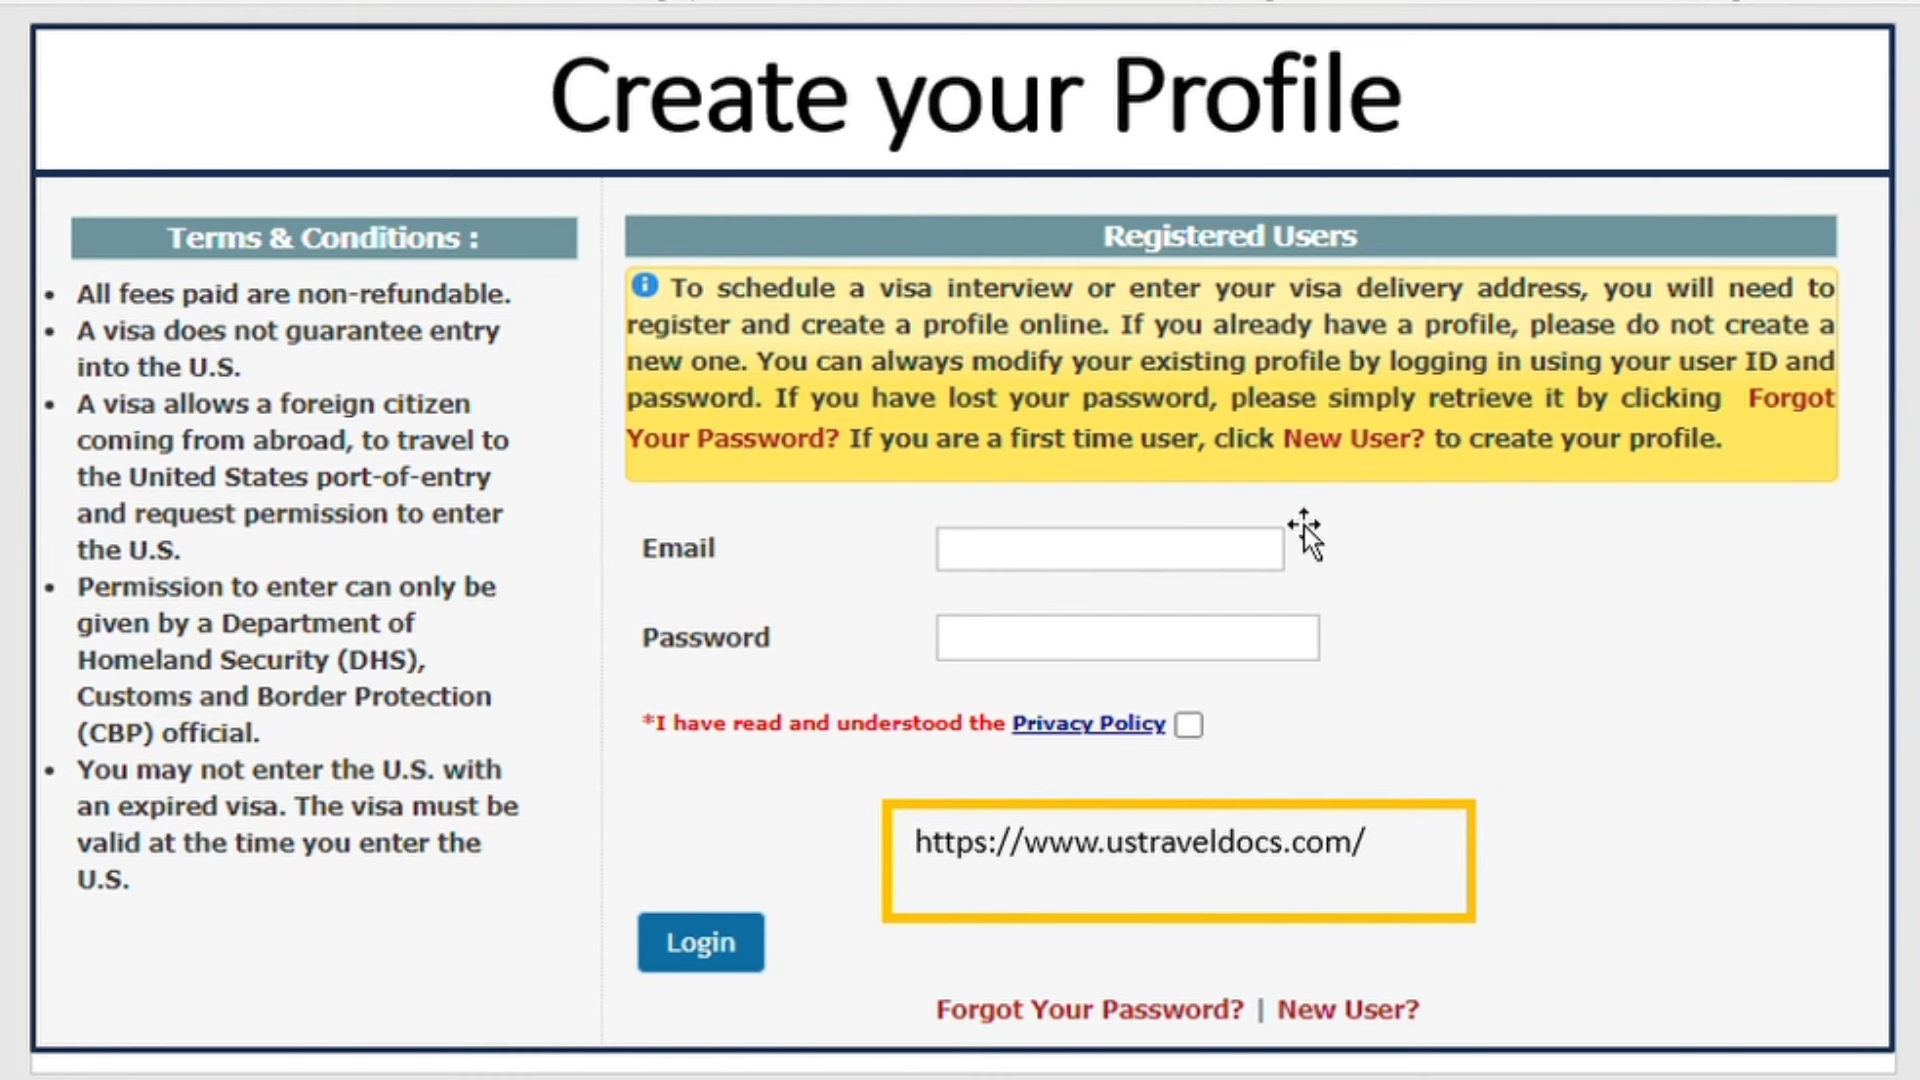 Create your Profile
Terms & Conditions :
• All fees paid are non-refundable.
• A visa does not guarantee entry
into the U.S.
• A visa allows a foreign citizen
coming from abroad, to travel to
the United States port-of-entry
and request permission to enter
the U.S.
• Permission to enter can only be
given by a Department of
Homeland Security (DHS),
Customs and Border Protection
(CBP) official.
• You may not enter the U.S. with
an expired visa. The visa must be
valid at the time you enter the
U.S.
Registered Users
To schedule a visa interview or enter your visa delivery address, you will need to
register and create a profile online. If you already have a profile, please do not create a
new one. You can always modify your existing profile by logging in using your user ID and
password. If you have lost your password, please simply retrieve it by clicking Forgot
Your Password? If you are a first time user, click New User? to create your profile.
Email
Password
*I have read and understood the Privacy Policy
https://www.ustraveldocs.com/
Login
Forgot Your Password? | New User?